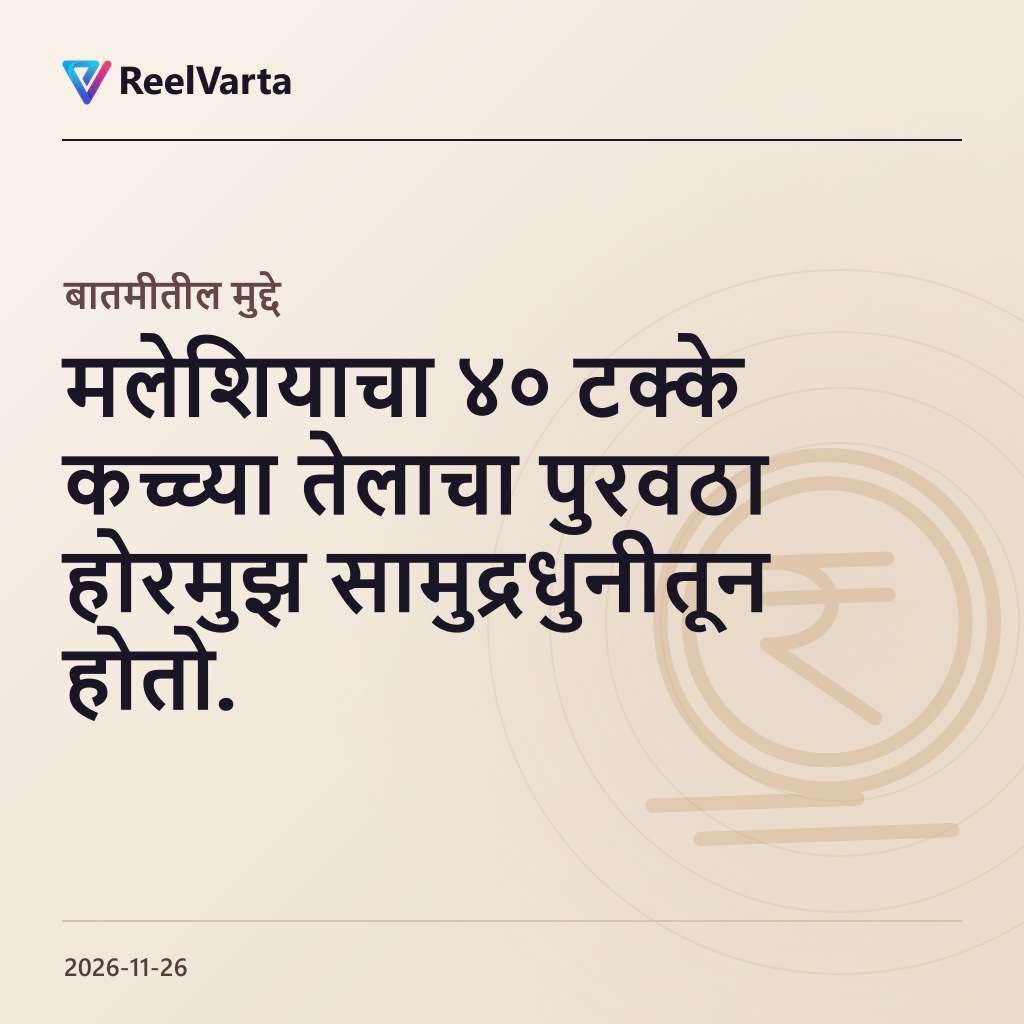 ReelVarta
बातमीतील मुद्दे
मलेशियाचा ४० टक्के
कच्च्या तेलाचा पुरवठा
होरमुझ सामुद्रधुनीतून
होतो.
2026-11-26